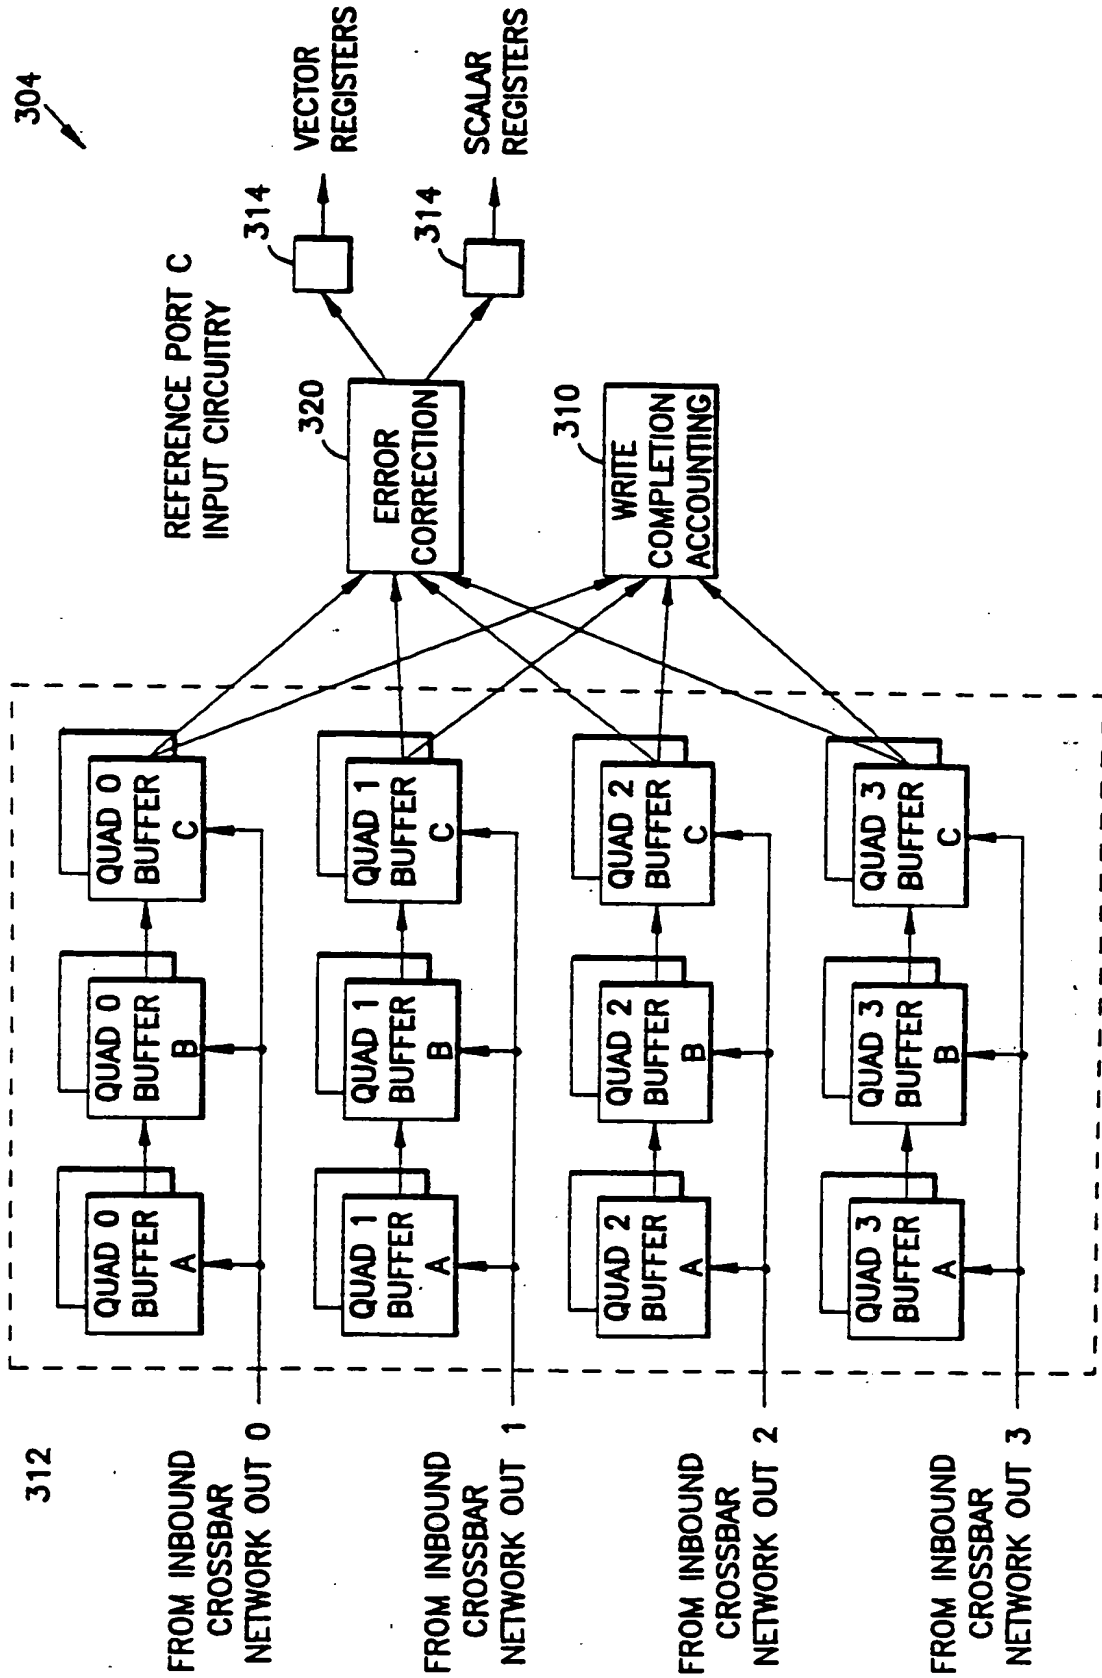 304
REFERENCE PORT C
INPUT CIRCUITRY
312
FROM INBOUND
CROSSBAR
NETWORK OUT 0
QUAD 0
BUFFER
A
QUAD 0
BUFFER
B
QUAD 0
BUFFER
C
FROM INBOUND
CROSSBAR
NETWORK OUT 1
QUAD 1
BUFFER
A
QUAD 1
BUFFER
B
QUAD 1
BUFFER
C
FROM INBOUND
CROSSBAR
NETWORK OUT 2
QUAD 2
BUFFER
A
QUAD 2
BUFFER
B
QUAD 2
BUFFER
C
FROM INBOUND
CROSSBAR
NETWORK OUT 3
QUAD 3
BUFFER
A
QUAD 3
BUFFER
B
QUAD 3
BUFFER
C
320
ERROR
CORRECTION
310
WRITE
COMPLETION
ACCOUNTING
314
VECTOR
REGISTERS
314
SCALAR
REGISTERS